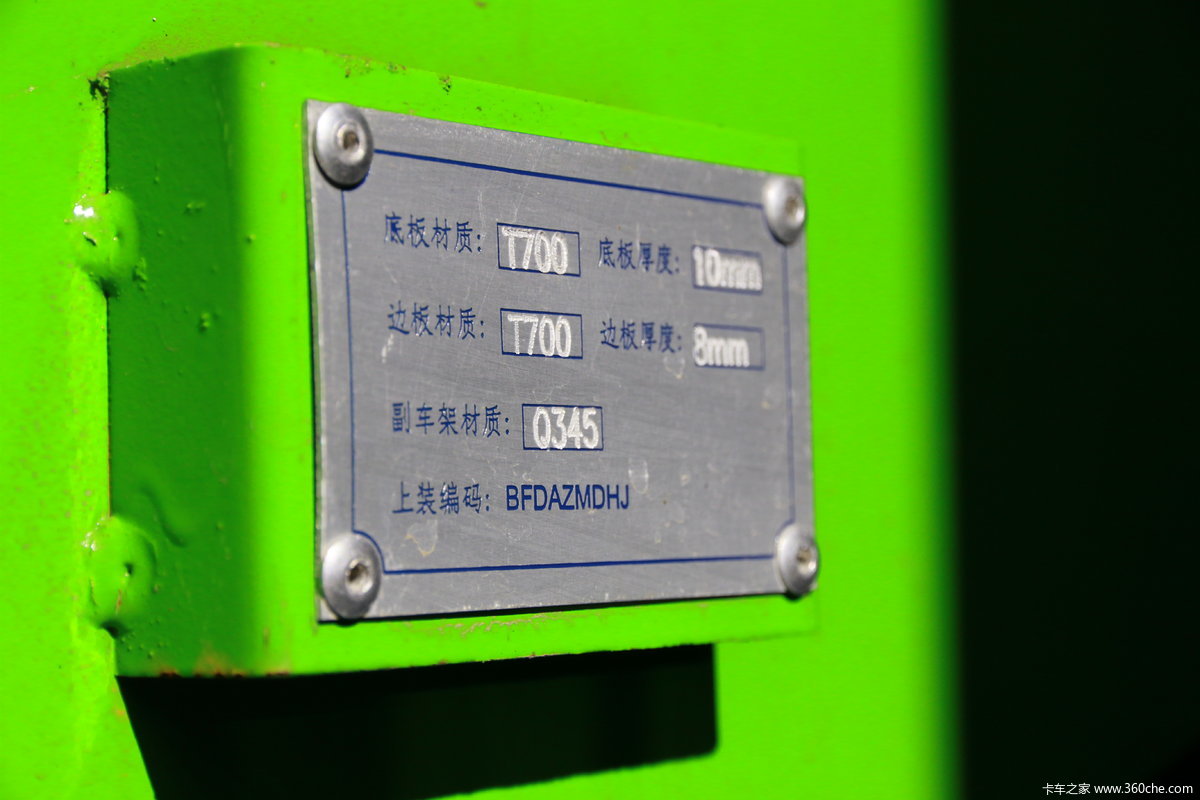 底板材质: T700 底板厚度: 10mm
边板材质: T700 边板厚度: 8mm
副车架材质: Q345
上装编码: BFDAZMDHJ
卡车之家 www.360che.com